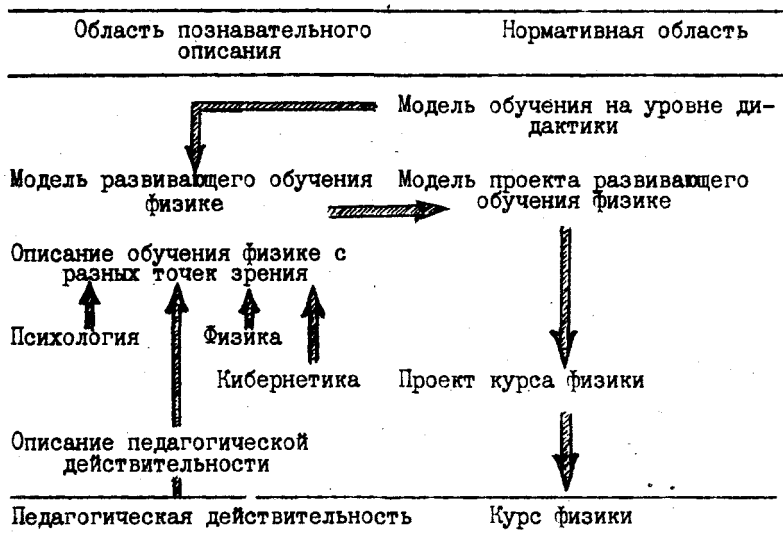 Область познавательного
описания
Нормативная область
Модель обучения на уровне ди-
дактики
Модель развивающего обучения
физике
Модель проекта развивающего
обучения физике
Описание обучения физике с
разных точек зрения
Психология
Физика
Кибернетика
Проект курса физики
Описание педагогической
действительности
Педагогическая действительность
Курс физики